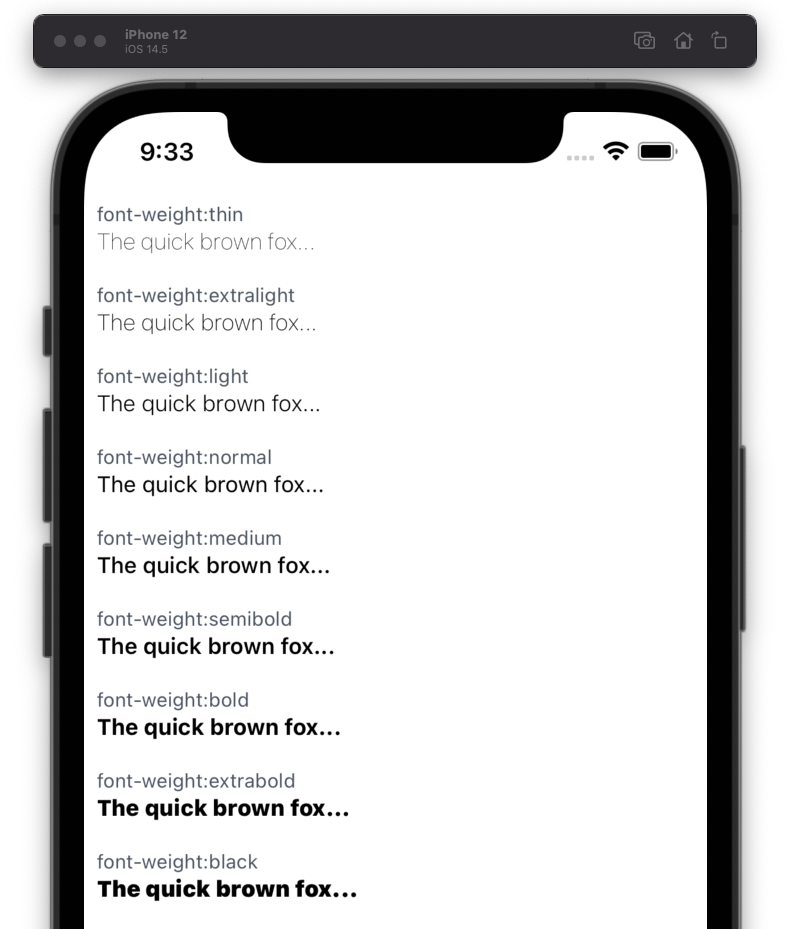 iPhone 12
iOS 14.5
9:33
font-weight:thin
The quick brown fox...
font-weight:extralight
The quick brown fox...
font-weight:light
The quick brown fox...
font-weight:normal
The quick brown fox...
font-weight:medium
The quick brown fox...
font-weight:semibold
The quick brown fox...
font-weight:bold
The quick brown fox...
font-weight:extrabold
The quick brown fox...
font-weight:black
The quick brown fox...